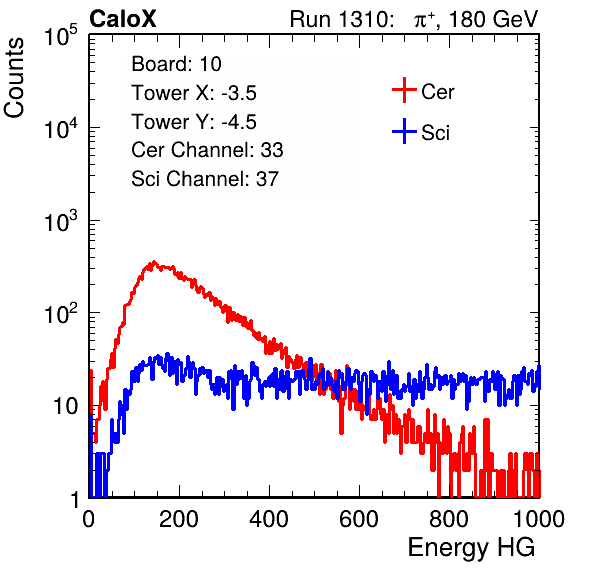 CaloX
Run 1310: π⁺, 180 GeV
Counts
10⁵
10⁴
10³
10²
10
1
Board: 10
Tower X: -3.5
Tower Y: -4.5
Cer Channel: 33
Sci Channel: 37
Cer
Sci
0 200 400 600 800 1000
Energy HG